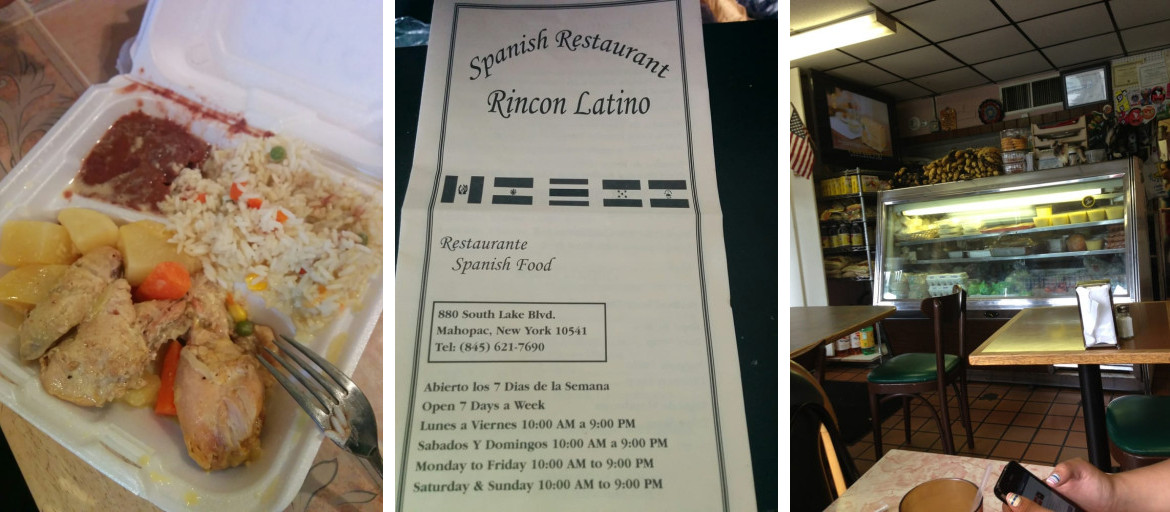 Spanish Restaurant
Rincon Latino
Restaurante
Spanish Food
880 South Lake Blvd.
Mahopac, New York 10541
Tel: (845) 621-7690
Abierto los 7 Dias de la Semana
Open 7 Days a Week
Lunes a Viernes 10:00 AM a 9:00 PM
Sabados Y Domingos 10:00 AM a 9:00 PM
Monday to Friday 10:00 AM to 9:00 PM
Saturday & Sunday 10:00 AM to 9:00 PM